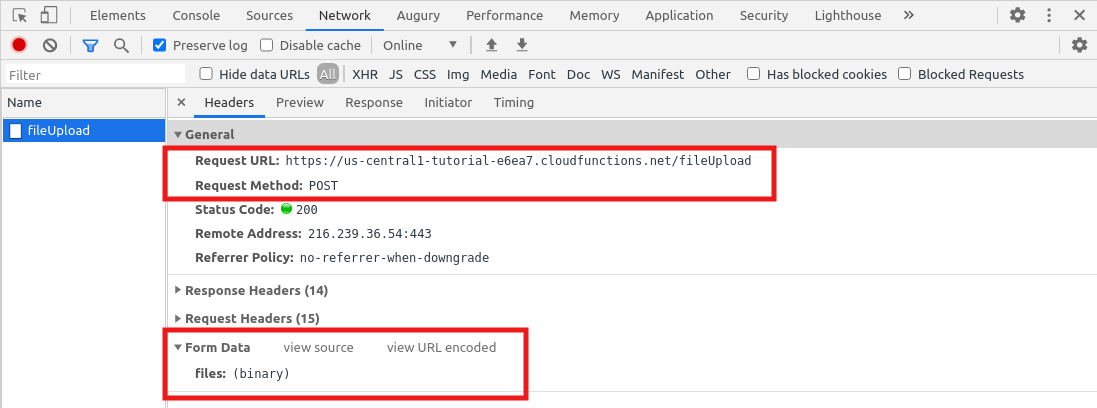 Elements Console Sources Network Augury Performance Memory Application Security Lighthouse »
Preserve log Disable cache Online
Filter Hide data URLs All XHR JS CSS Img Media Font Doc WS Manifest Other Has blocked cookies Blocked Requests
Name × Headers Preview Response Initiator Timing
fileUpload
General
Request URL: https://us-central1-tutorial-e6ea7.cloudfunctions.net/fileUpload
Request Method: POST
Status Code: 200
Remote Address: 216.239.36.54:443
Referrer Policy: no-referrer-when-downgrade
Response Headers (14)
Request Headers (15)
Form Data view source view URL encoded
files: (binary)